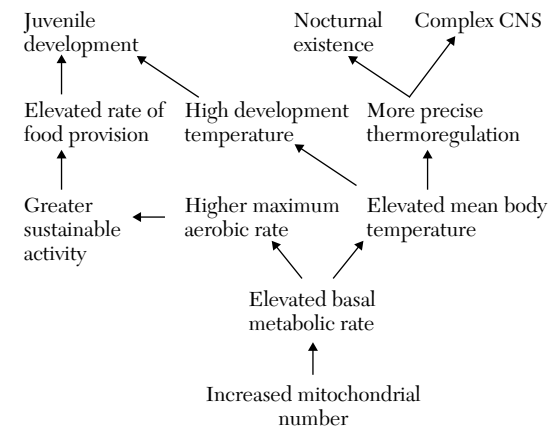 Juvenile
development
Nocturnal
existence
Complex CNS
Elevated rate of
food provision
High development
temperature
More precise
thermoregulation
Greater
sustainable
activity
Higher maximum
aerobic rate
Elevated mean body
temperature
Elevated basal
metabolic rate
Increased mitochondrial
number